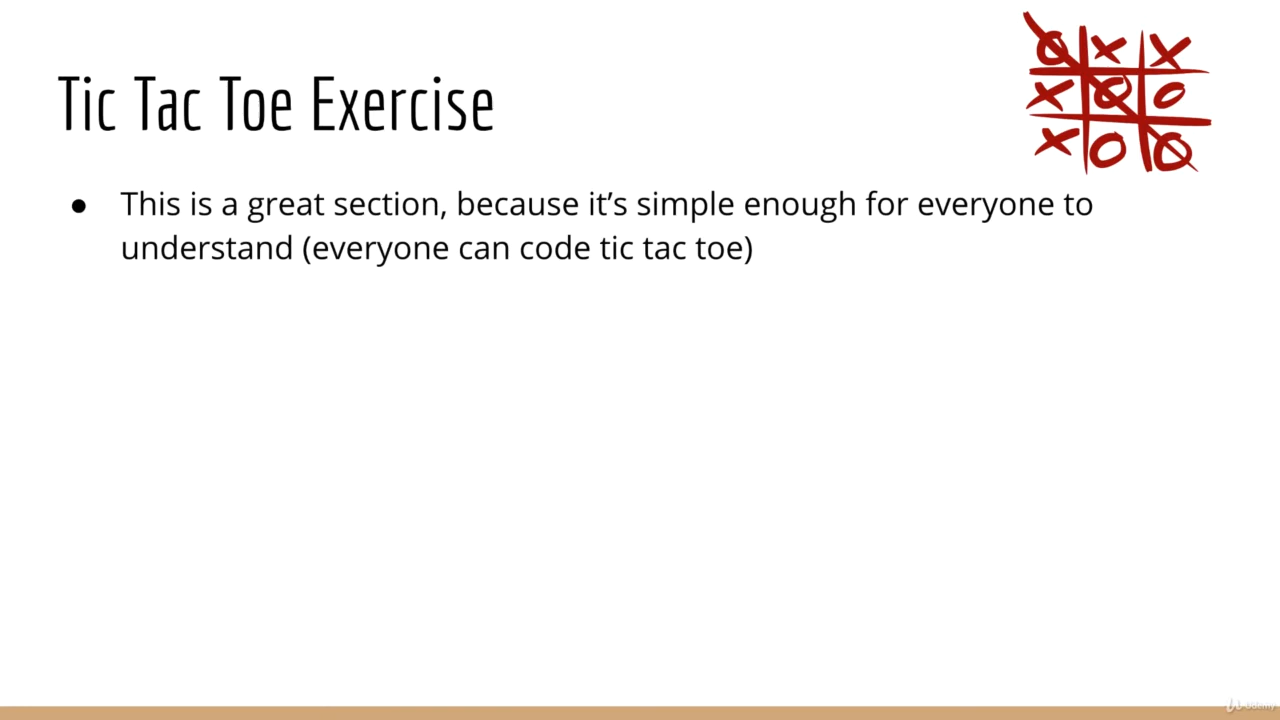 Tic Tac Toe Exercise
O X X
X O O
X O O
● This is a great section, because it’s simple enough for everyone to
understand (everyone can code tic tac toe)
Udemy